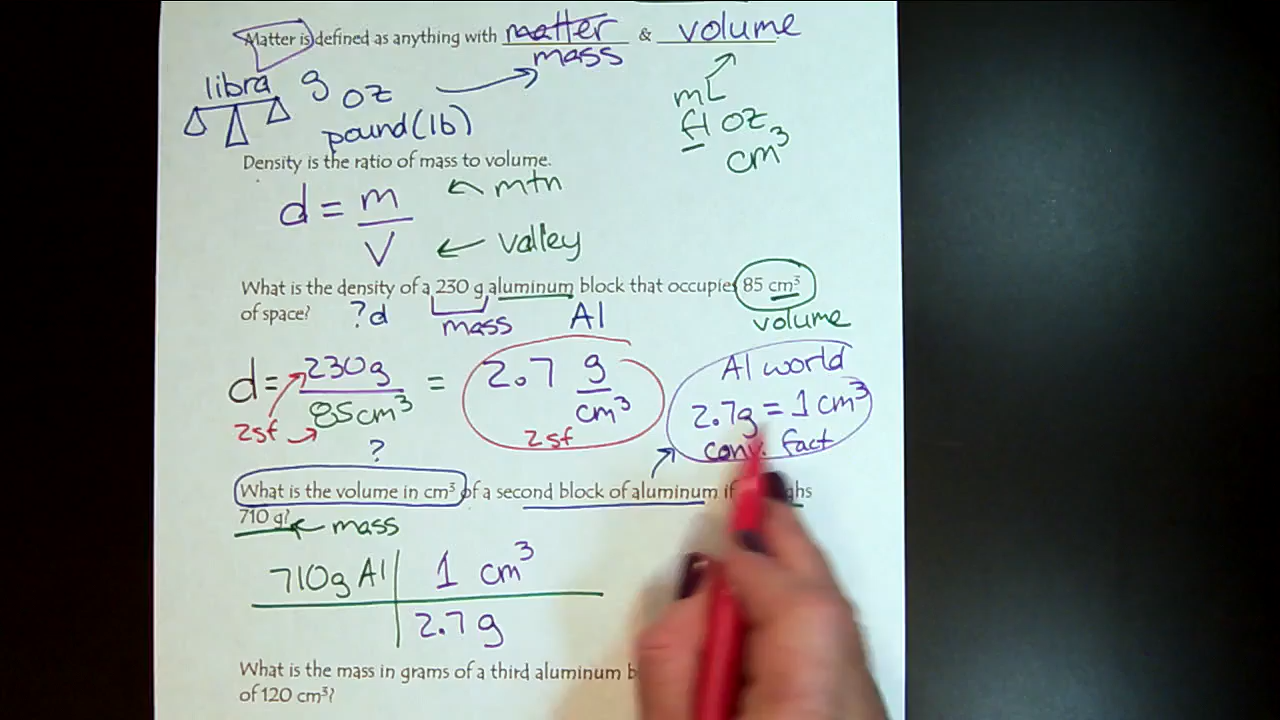 Matter is defined as anything with matter & volume
mass
libra g oz
pound (lb)
mL
fl oz
cm³
Density is the ratio of mass to volume.
d = m ← mtn
V ← valley
What is the density of a 230 g aluminum block that occupies 85 cm³
of space? ?d mass Al volume
d = 230g = 2.7 g
85cm³ cm³
2sf 2sf
Al world
2.7g = 1 cm³
conv. fact
?
What is the volume in cm³ of a second block of aluminum if
710 g? ← mass
710g Al 1 cm³
2.7 g
What is the mass in grams of a third aluminum
of 120 cm³?